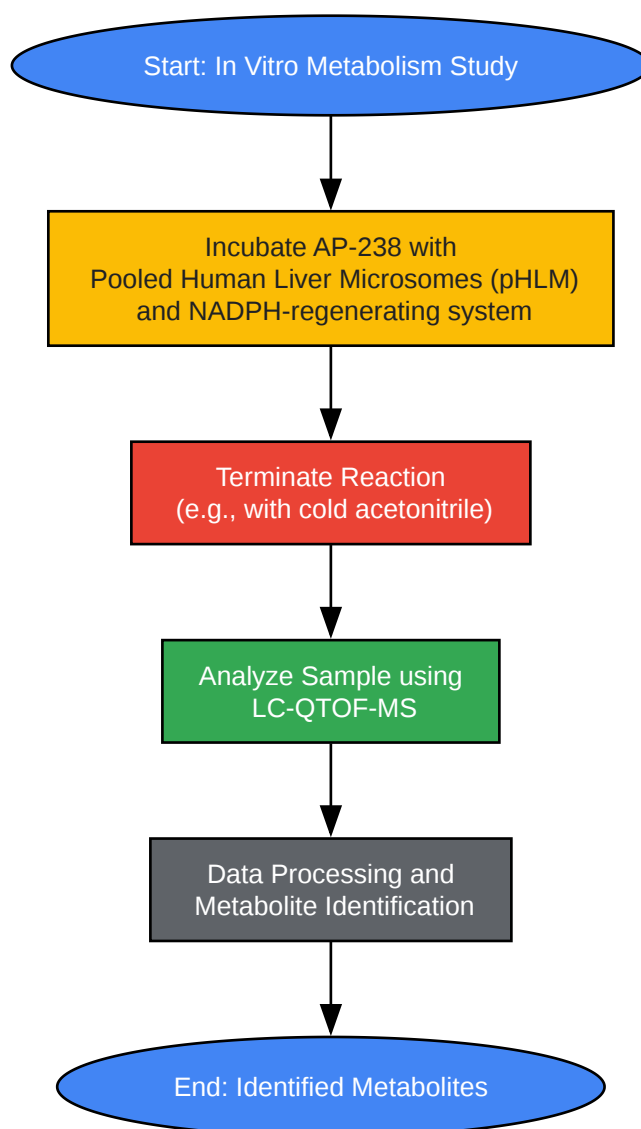 Start: In Vitro Metabolism Study
Incubate AP-238 with
Pooled Human Liver Microsomes (pHLM)
and NADPH-regenerating system
Terminate Reaction
(e.g., with cold acetonitrile)
Analyze Sample using
LC-QTOF-MS
Data Processing and
Metabolite Identification
End: Identified Metabolites